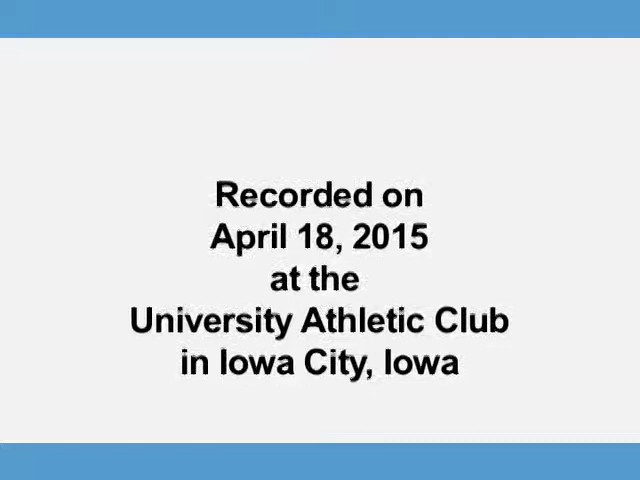 Recorded on
April 18, 2015
at the
University Athletic Club
in Iowa City, Iowa